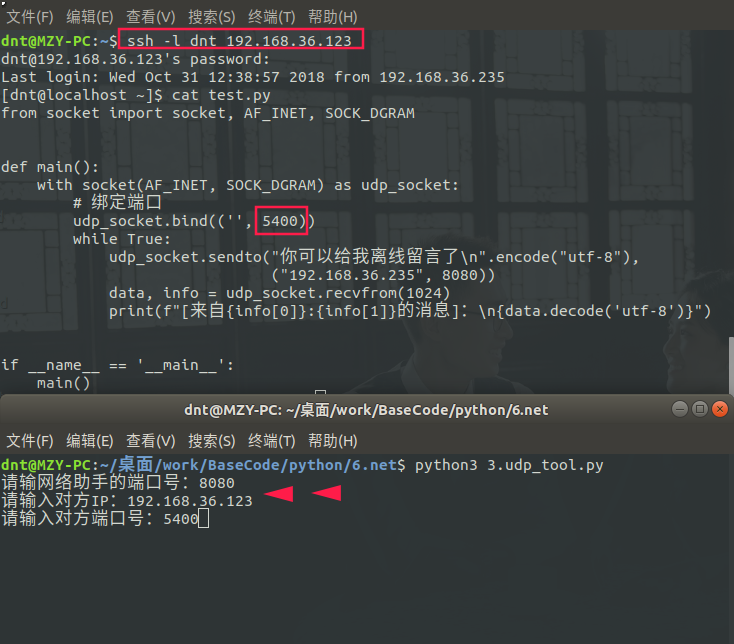 文件(F) 编辑(E) 查看(V) 搜索(S) 终端(T) 帮助(H)
dnt@MZY-PC:~$ ssh -l dnt 192.168.36.123
dnt@192.168.36.123's password:
Last login: Wed Oct 31 12:38:57 2018 from 192.168.36.235
[dnt@localhost ~]$ cat test.py
from socket import socket, AF_INET, SOCK_DGRAM
def main():
    with socket(AF_INET, SOCK_DGRAM) as udp_socket:
        # 绑定端口
        udp_socket.bind(('', 5400))
        while True:
            udp_socket.sendto("你可以给我离线留言了\n".encode("utf-8"),
                              ("192.168.36.235", 8080))
            data, info = udp_socket.recvfrom(1024)
            print(f"[来自{info[0]}:{info[1]}的消息]：\n{data.decode('utf-8')}")
if __name__ == '__main__':
    main()
dnt@MZY-PC: ~/桌面/work/BaseCode/python/6.net
文件(F) 编辑(E) 查看(V) 搜索(S) 终端(T) 帮助(H)
dnt@MZY-PC:~/桌面/work/BaseCode/python/6.net$ python3 3.udp_tool.py
请输网络助手的端口号：8080
请输入对方IP：192.168.36.123
请输入对方端口号：5400